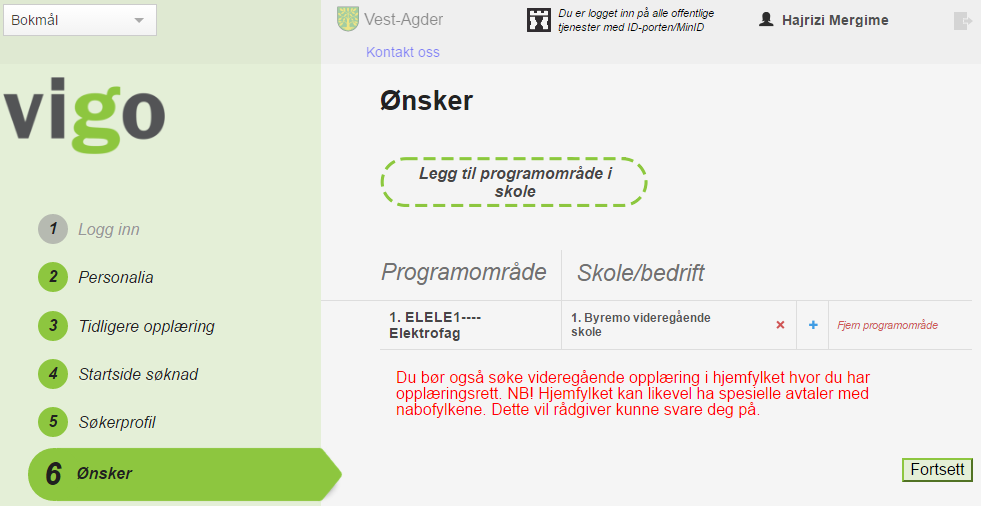 Bokmål
Vest-Agder
Du er logget inn på alle offentlige
tjenester med ID-porten/MinID
Hajrizi Mergime
Kontakt oss
vigo
Ønsker
Legg til programområde i
skole
1 Logg inn
2 Personalia
3 Tidligere opplæring
4 Startside søknad
5 Søkerprofil
6 Ønsker
Programområde
Skole/bedrift
1. ELELE1----
Elektrofag
1. Byremo videregående
skole
Fjern programområde
Du bør også søke videregående opplæring i hjemfylket hvor du har
opplæringsrett. NB! Hjemfylket kan likevel ha spesielle avtaler med
nabofylkene. Dette vil rådgiver kunne svare deg på.
Fortsett